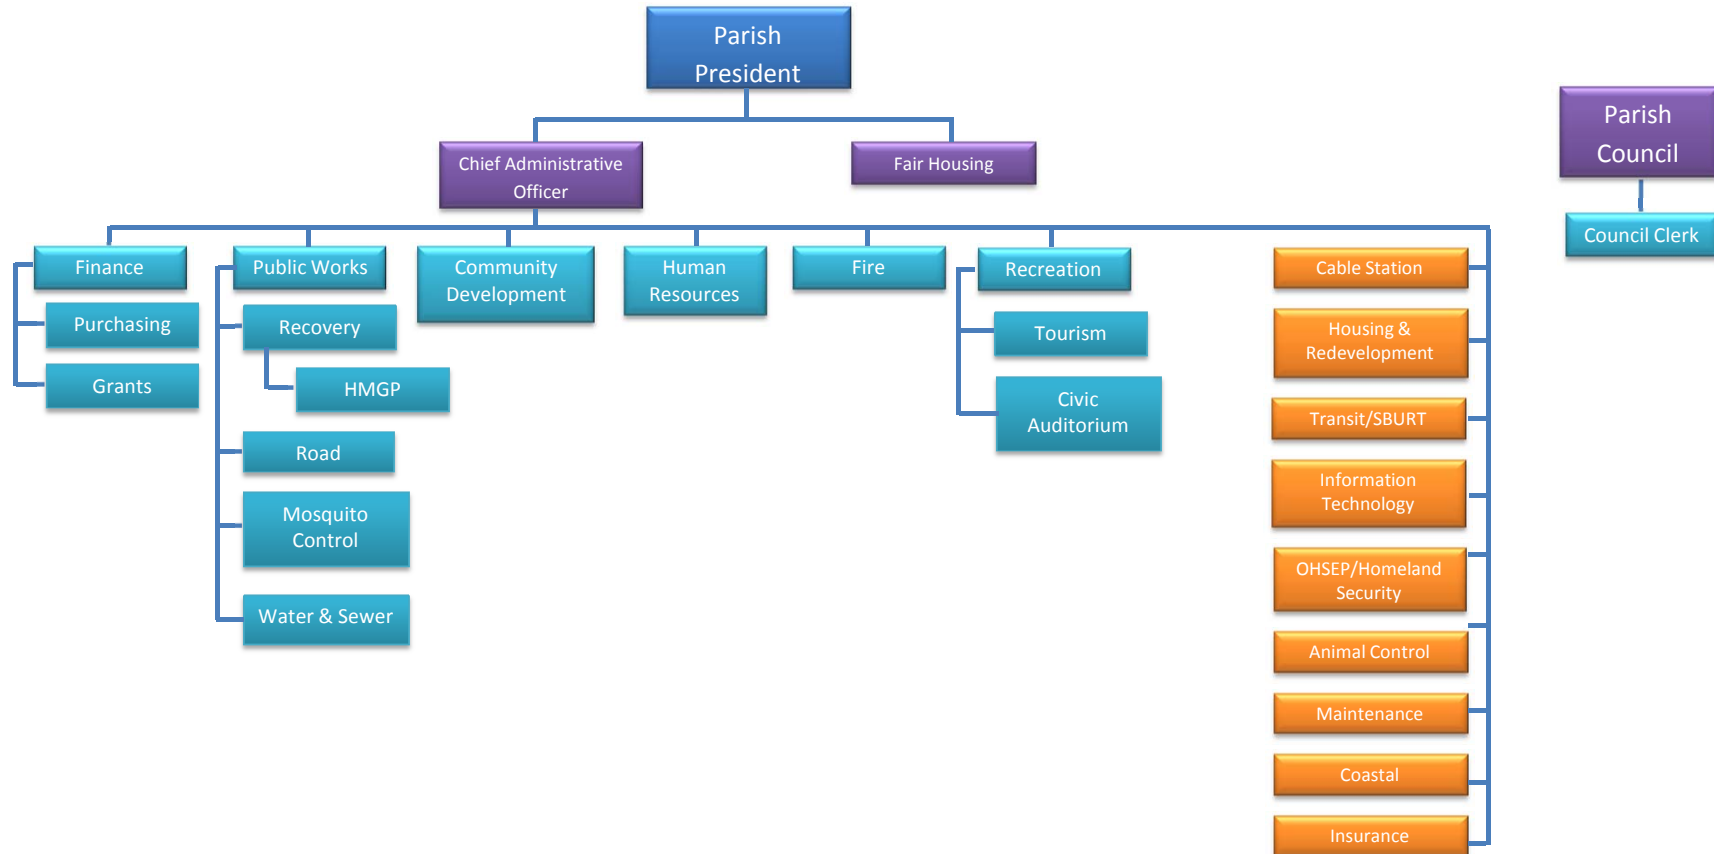 Parish
President
Parish
Council
Chief Administrative
Officer
Fair Housing
Council Clerk
Finance
Purchasing
Grants
Public Works
Recovery
HMGP
Road
Mosquito
Control
Water & Sewer
Community
Development
Human
Resources
Fire
Recreation
Tourism
Civic
Auditorium
Cable Station
Housing &
Redevelopment
Transit/SBURT
Information
Technology
OHSEP/Homeland
Security
Animal Control
Maintenance
Coastal
Insurance